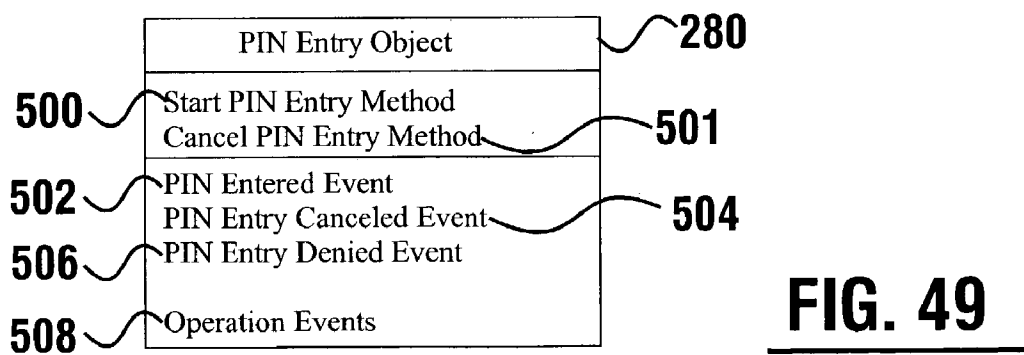 PIN Entry Object 280
500 Start PIN Entry Method
Cancel PIN Entry Method 501
502 PIN Entered Event
PIN Entry Canceled Event 504
506 PIN Entry Denied Event
508 Operation Events
FIG. 49